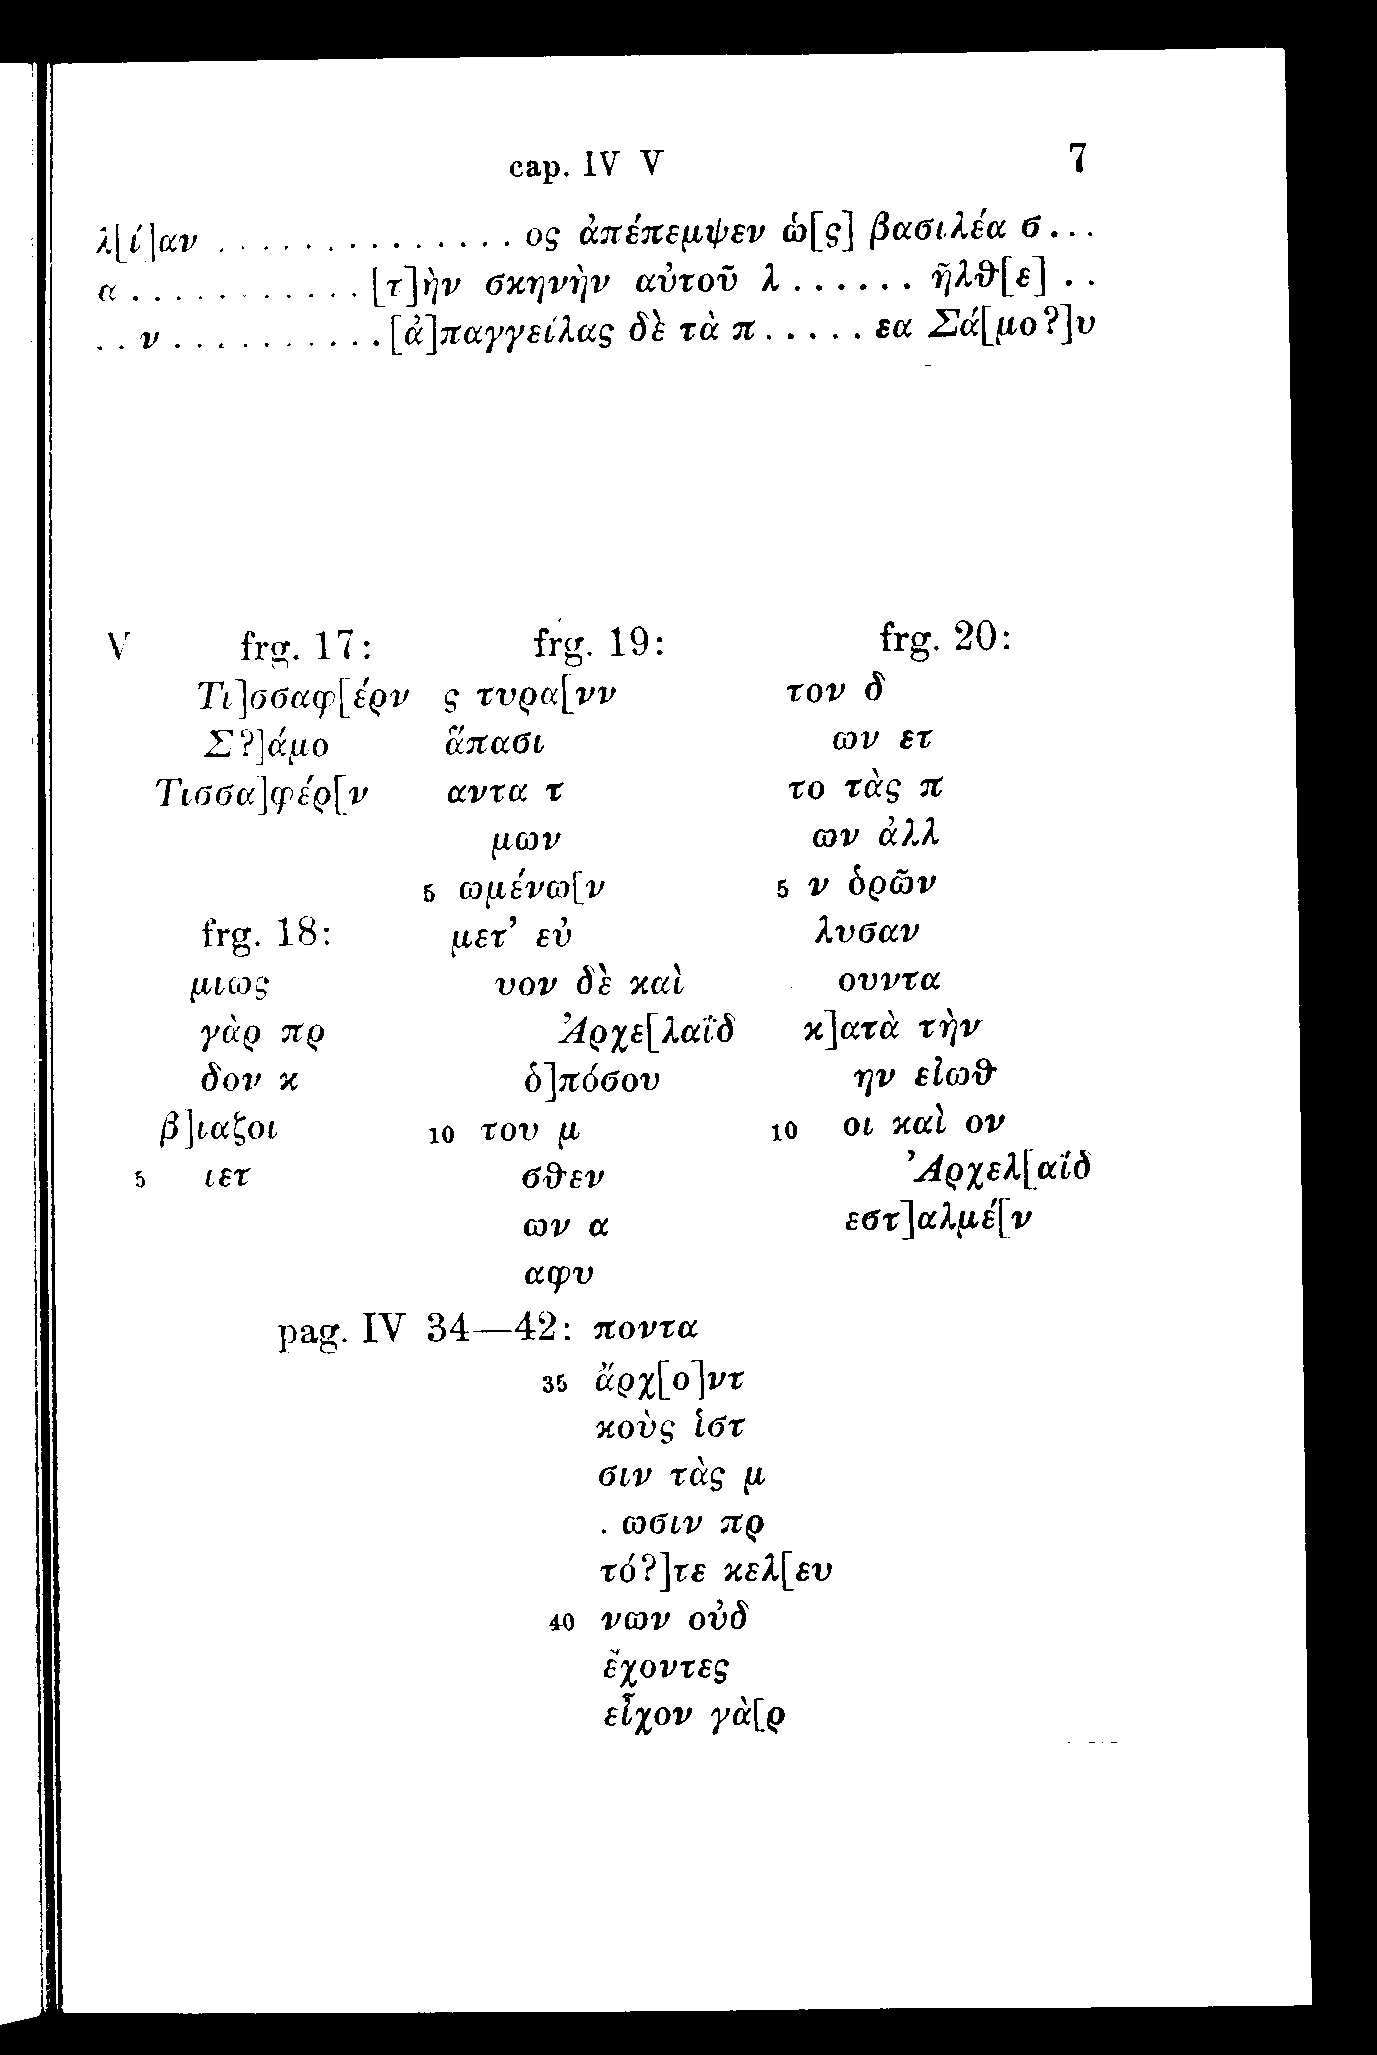 cap. IV V 7
λ[ί]αν . . . . . . . . . . . . . . ος ἀπέπεμψεν ὡ[ς] βασιλέα σ . . .
α . . . . . . . . . . . [τ]ὴν σκηνὴν αὐτοῦ λ . . . . . . ἦλθ[ε] . .
. . ν . . . . . . . . . . [ἀ]παγγείλας δὲ τὰ π . . . . . εα Σά[μο?]υ
V frg. 17:
Τι]σσαφ[έρν
Σ?]άμο
Τισσα]φέρ[ν
frg. 18:
μιως
γὰρ πρ
δον κ
β]ιαζοι
5 ιετ
frg. 19:
ς τυρα[νν
ἅπασι
αντα τ
μων
5 ωμένω[ν
μετ’ εὐ
υον δὲ καὶ
Ἀρχε[λαΐδ
ὁ]πόσου
10 του μ
σθεν
ων α
αφυ
frg. 20:
τον δ
ων ετ
το τὰς π
ων ἀλλ
5 ν ὁρῶν
λυσαν
ουντα
κ]ατὰ τὴν
ην εἰωθ
10 οι καὶ ον
Ἀρχελ[αΐδ
εστ]αλμέ[ν
pag. IV 34—42: ποντα
35 ἄρχ[ο]ντ
κοὺς ἱστ
σιν τὰς μ
. ωσιν πρ
τό?]τε κελ[ευ
40 νων οὐδ
ἔχοντες
εἶχον γὰ[ρ